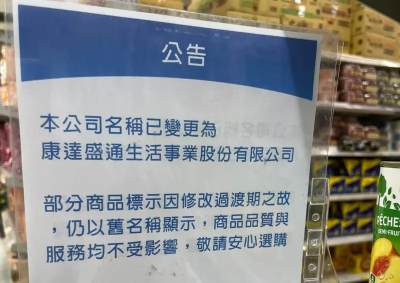 公告
本公司名稱已變更為
康達盛通生活事業股份有限公司
部分商品標示因修改過渡期之故
，仍以舊名稱顯示，商品品質與
服務均不受影響，敬請安心選購
PÊCHES
DEMI-FRUIT